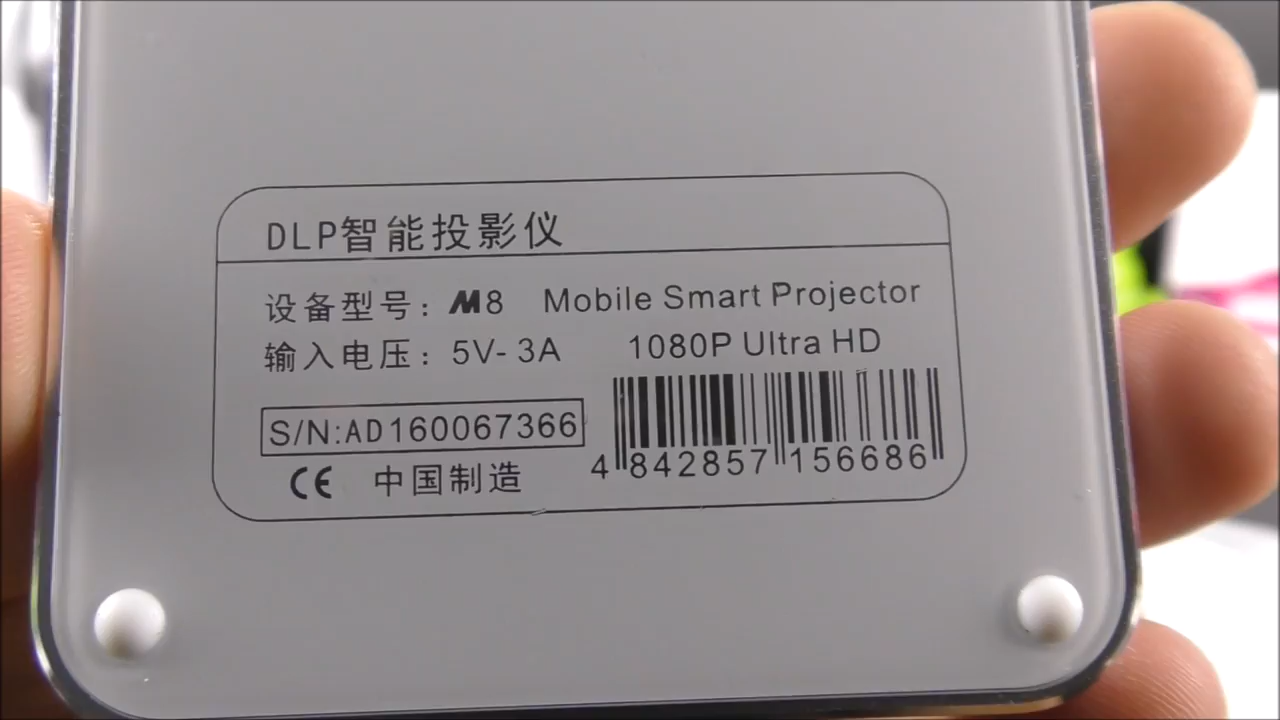 DLP智能投影仪
设备型号: M8 Mobile Smart Projector
输入电压: 5V-3A 1080P Ultra HD
S/N:AD160067366
4 842857 156686
CE 中国制造